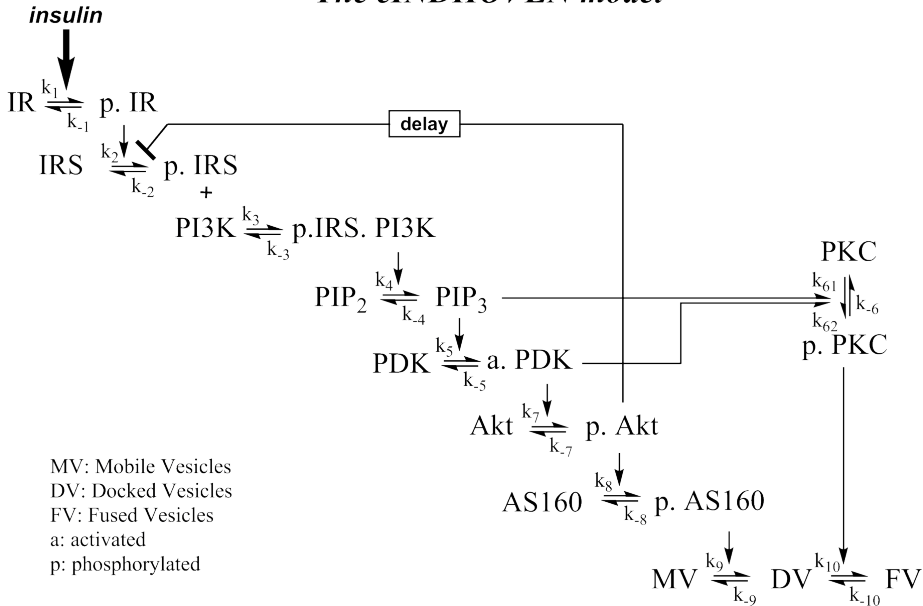 The eINDHOVEN model
insulin
IR k1 k-1 p. IR
delay
IRS k2 k-2 p. IRS
+
PI3K k3 k-3 p.IRS. PI3K
PKC
k61 k-6
PIP2 k4 k-4 PIP3
k62
p. PKC
PDK k5 k-5 a. PDK
Akt k7 k-7 p. Akt
MV: Mobile Vesicles
DV: Docked Vesicles
FV: Fused Vesicles
a: activated
p: phosphorylated
AS160 k8 k-8 p. AS160
MV k9 k-9 DV k10 k-10 FV